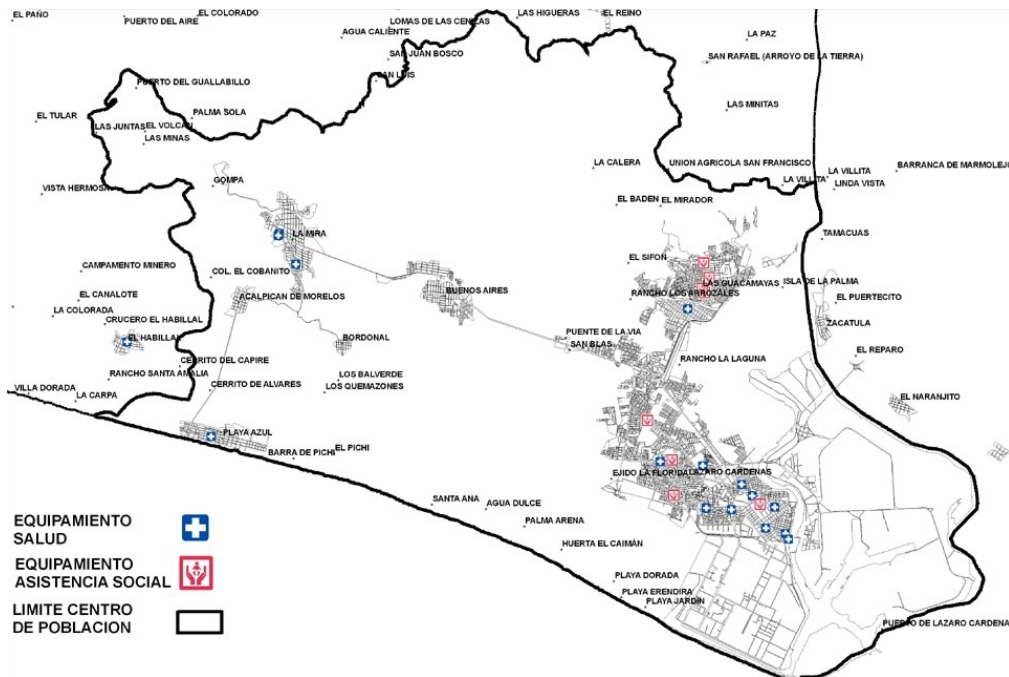 EL PAÑO
PUERTO DEL AIRE
EL COLORADO
LOMAS DE LAS CENIZAS
AGUA CALIENTE
LAS HIGUERAS
EL REINO
LA PAZ
SAN JUAN BOSCO
SAN LUIS
SAN RAFAEL (ARROYO DE LA TIERRA)
PUERTO DEL GUALLABILLO
EL TULAR
LAS JUNTAS
EL VOLCAN
PALMA SOLA
LAS MINAS
LAS MINITAS
LA CALERA
UNION AGRICOLA SAN FRANCISCO
LA VILLITA
LA VILLITA
LINDA VISTA
BARRANCA DE MARMOLEJO
VISTA HERMOSA
GOMPA
EL BADEN
EL MIRADOR
LA MIRA
TAMACUAS
CAMPAMENTO MINERO
COL. EL COBANITO
EL SIFON
LAS GUACAMAYAS
ISLA DE LA PALMA
EL CANALOTE
ACALPICAN DE MORELOS
BUENOS AIRES
RANCHO LOS ARROZALES
EL PUERTECITO
LA COLORADA
CRUCERO EL HABILLAL
ZACATULA
EL HABILLAL
BORDONAL
PUENTE DE LA VIA
SAN BLAS
EL REPARO
CERRITO DEL CAPIRE
RANCHO LA LAGUNA
RANCHO SANTA AMALIA
LOS BALVERDE
VILLA DORADA
CERRITO DE ALVARES
LOS QUEMAZONES
LA CARPA
EL NARANJITO
PLAYA AZUL
BARRA DE PICHI
EL PICHI
EJIDO LA FLORIDA
LAZARO CARDENAS
SANTA ANA
AGUA DULCE
PALMA ARENA
HUERTA EL CAIMÁN
PLAYA DORADA
PLAYA ERENDIRA
PLAYA JARDÍN
PUERTO DE LAZARO CARDENA
EQUIPAMIENTO
SALUD
EQUIPAMIENTO
ASISTENCIA SOCIAL
LIMITE CENTRO
DE POBLACION